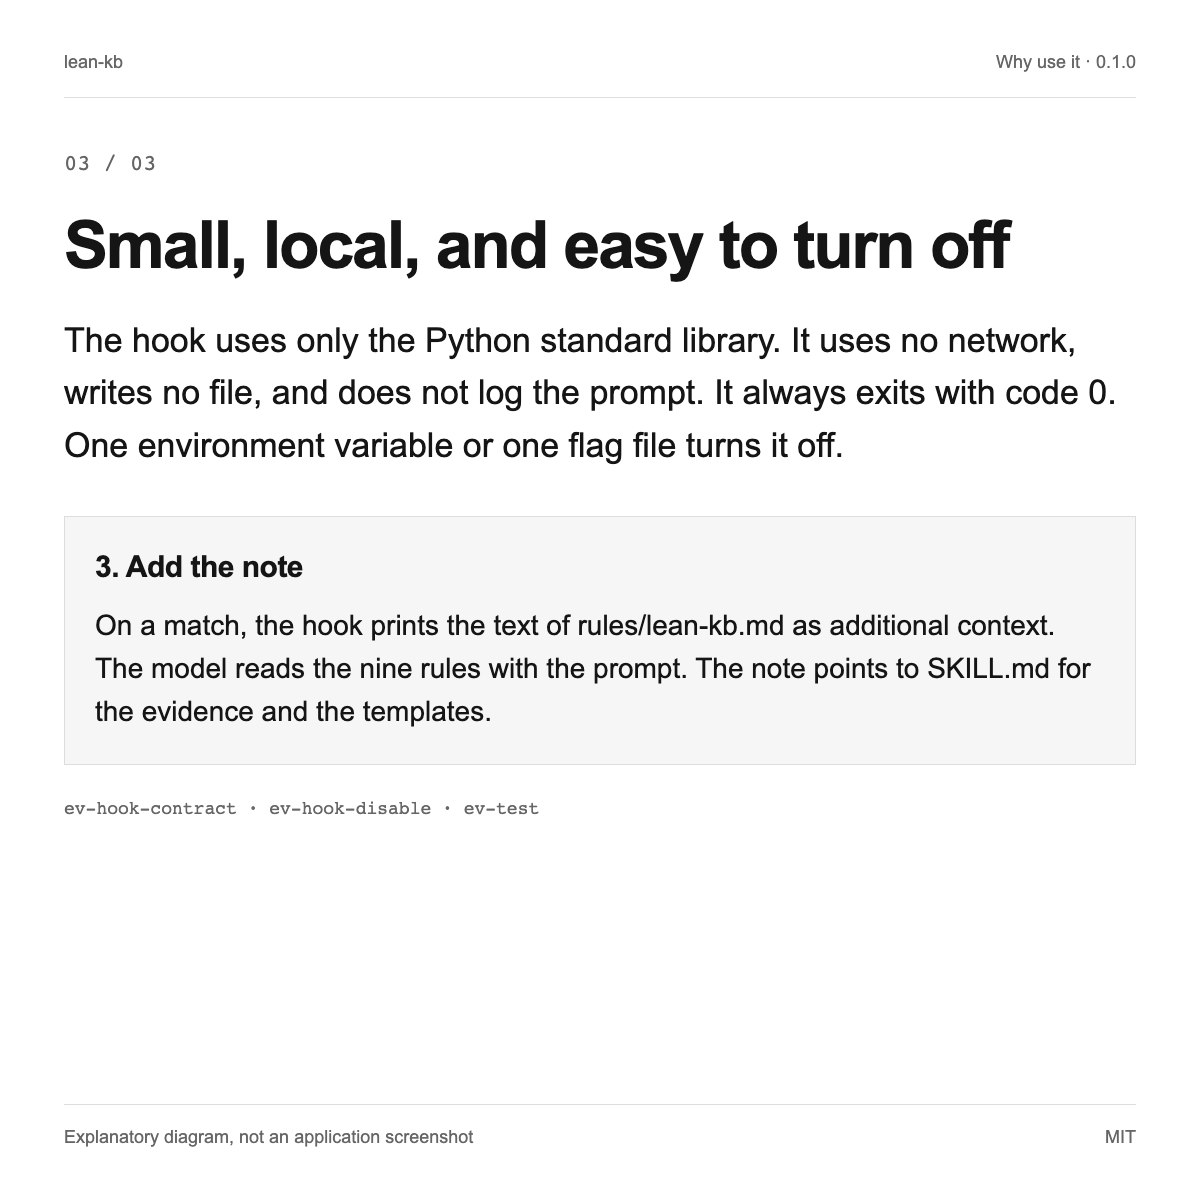 lean-kb
Why use it · 0.1.0
03 / 03
Small, local, and easy to turn off
The hook uses only the Python standard library. It uses no network,
writes no file, and does not log the prompt. It always exits with code 0.
One environment variable or one flag file turns it off.
3. Add the note
On a match, the hook prints the text of rules/lean-kb.md as additional context.
The model reads the nine rules with the prompt. The note points to SKILL.md for
the evidence and the templates.
ev-hook-contract · ev-hook-disable · ev-test
Explanatory diagram, not an application screenshot
MIT